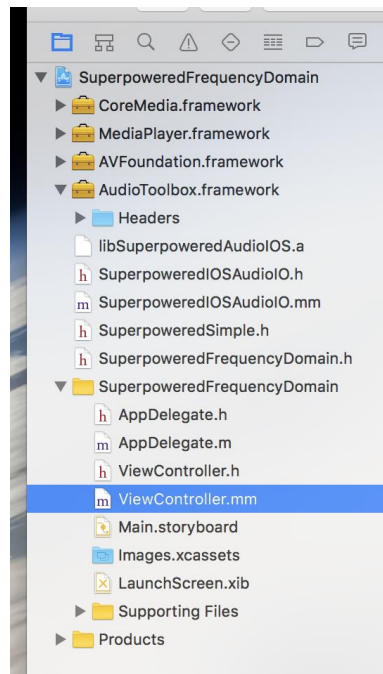 SuperpoweredFrequencyDomain
CoreMedia.framework
MediaPlayer.framework
AVFoundation.framework
AudioToolbox.framework
Headers
libSuperpoweredAudioIOS.a
h SuperpoweredIOSAudioIO.h
m SuperpoweredIOSAudioIO.mm
h SuperpoweredSimple.h
h SuperpoweredFrequencyDomain.h
SuperpoweredFrequencyDomain
h AppDelegate.h
m AppDelegate.m
h ViewController.h
m ViewController.mm
Main.storyboard
Images.xcassets
LaunchScreen.xib
Supporting Files
Products